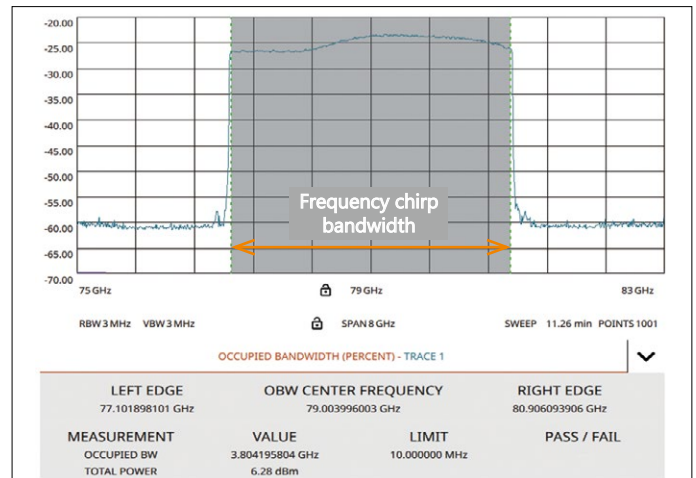 -20.00
-25.00
-30.00
-35.00
-40.00
-45.00
-50.00
-55.00
-60.00
-65.00
-70.00
Frequency chirp
bandwidth
75 GHz 79 GHz 83 GHz
RBW 3 MHz VBW 3 MHz SPAN 8 GHz SWEEP 11.26 min POINTS 1001
OCCUPIED BANDWIDTH (PERCENT) - TRACE 1
LEFT EDGE OBW CENTER FREQUENCY RIGHT EDGE
77.101898101 GHz 79.003996003 GHz 80.906093906 GHz
MEASUREMENT VALUE LIMIT PASS / FAIL
OCCUPIED BW 3.804195804 GHz 10.000000 MHz
TOTAL POWER 6.28 dBm